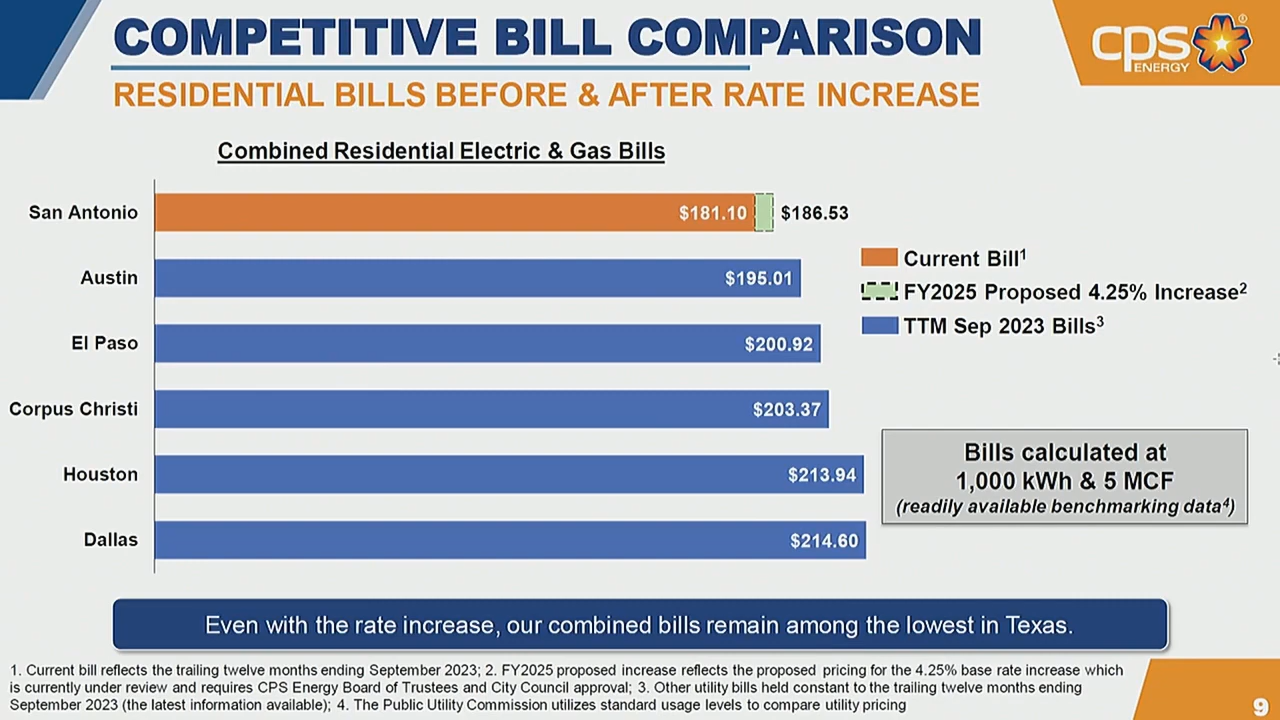 COMPETITIVE BILL COMPARISON
cps
ENERGY
®
RESIDENTIAL BILLS BEFORE & AFTER RATE INCREASE
Combined Residential Electric & Gas Bills
San Antonio $181.10 $186.53
Austin $195.01
El Paso $200.92
Corpus Christi $203.37
Houston $213.94
Dallas $214.60
Current Bill¹
FY2025 Proposed 4.25% Increase²
TTM Sep 2023 Bills³
Bills calculated at
1,000 kWh & 5 MCF
(readily available benchmarking data⁴)
Even with the rate increase, our combined bills remain among the lowest in Texas.
1. Current bill reflects the trailing twelve months ending September 2023; 2. FY2025 proposed increase reflects the proposed pricing for the 4.25% base rate increase which
is currently under review and requires CPS Energy Board of Trustees and City Council approval; 3. Other utility bills held constant to the trailing twelve months ending
September 2023 (the latest information available); 4. The Public Utility Commission utilizes standard usage levels to compare utility pricing
9